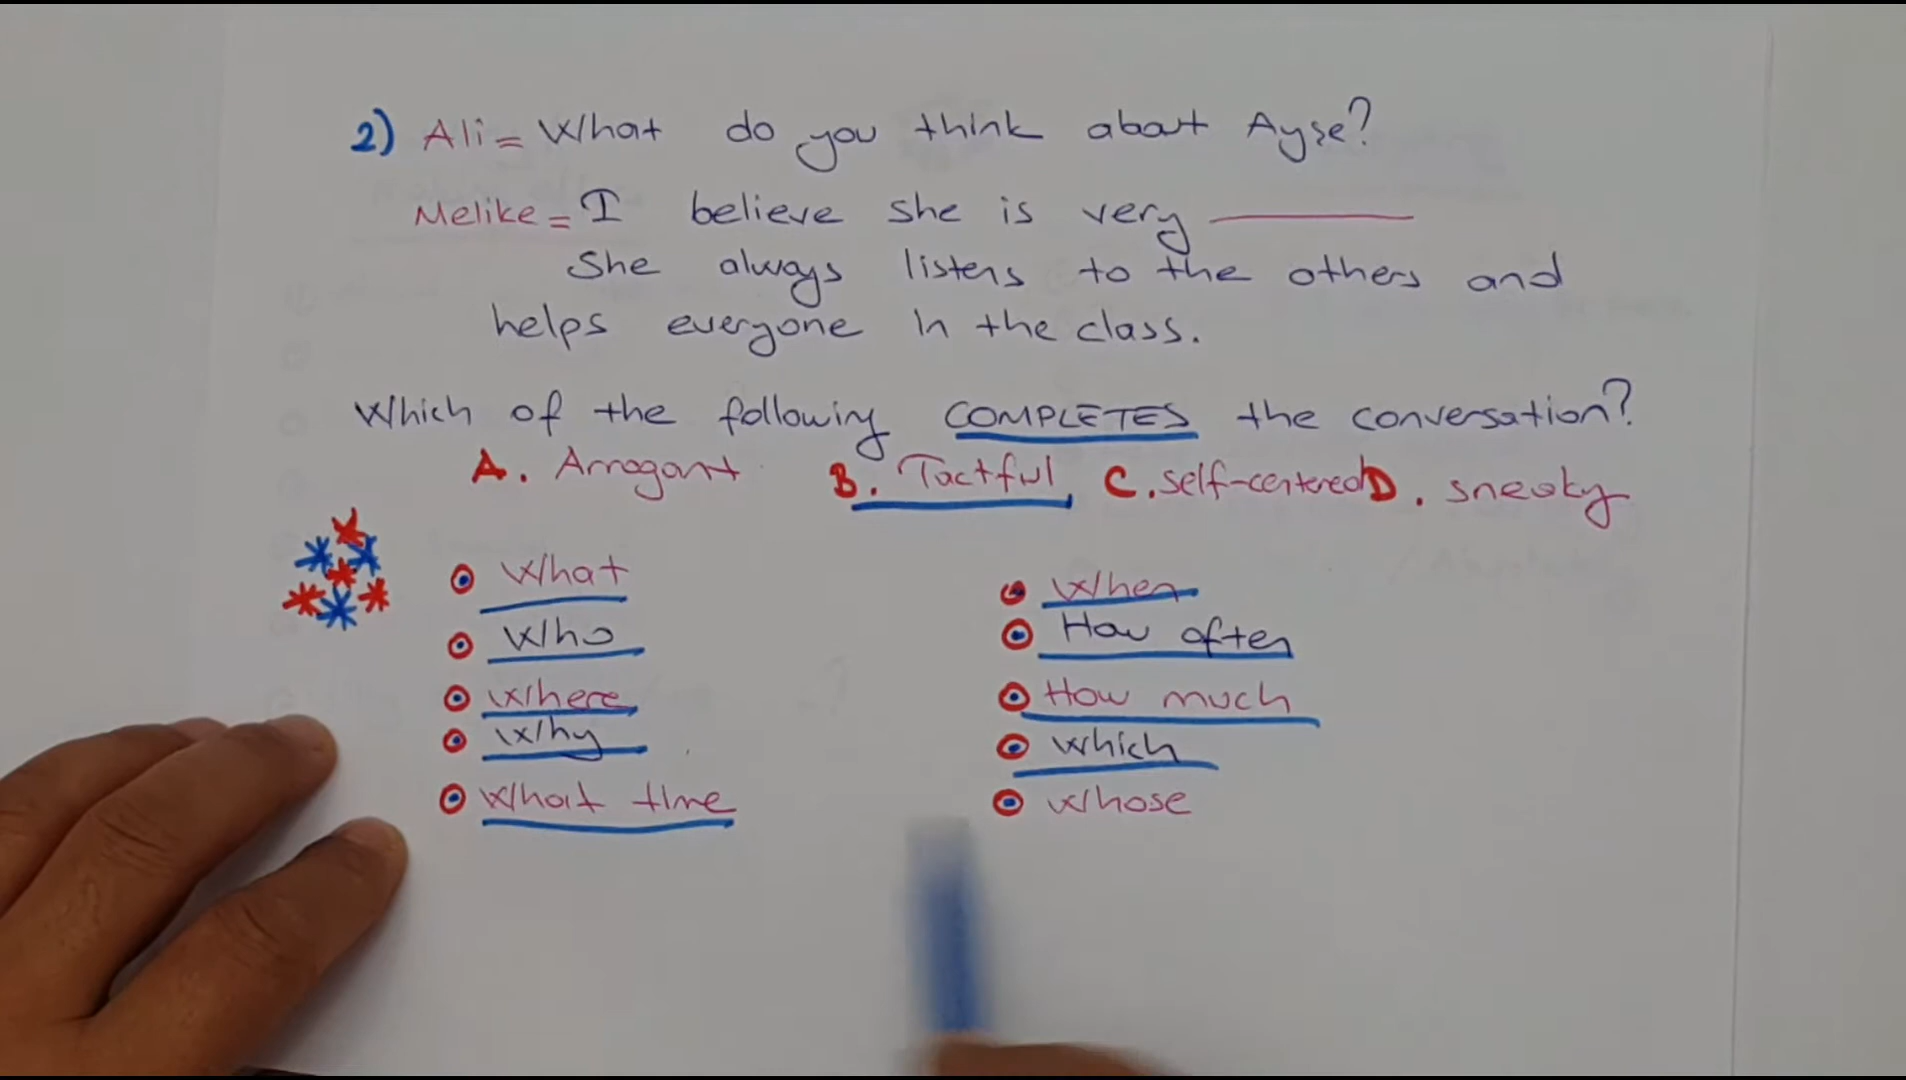 2) Ali = What do you think about Ayşe?
Melike = I believe she is very ________
She always listens to the others and
helps everyone in the class.
Which of the following COMPLETES the conversation?
A. Arrogant B. Tactful C. self-centered D. sneaky
What
Who
Where
Why
What time
When
How often
How much
which
whose